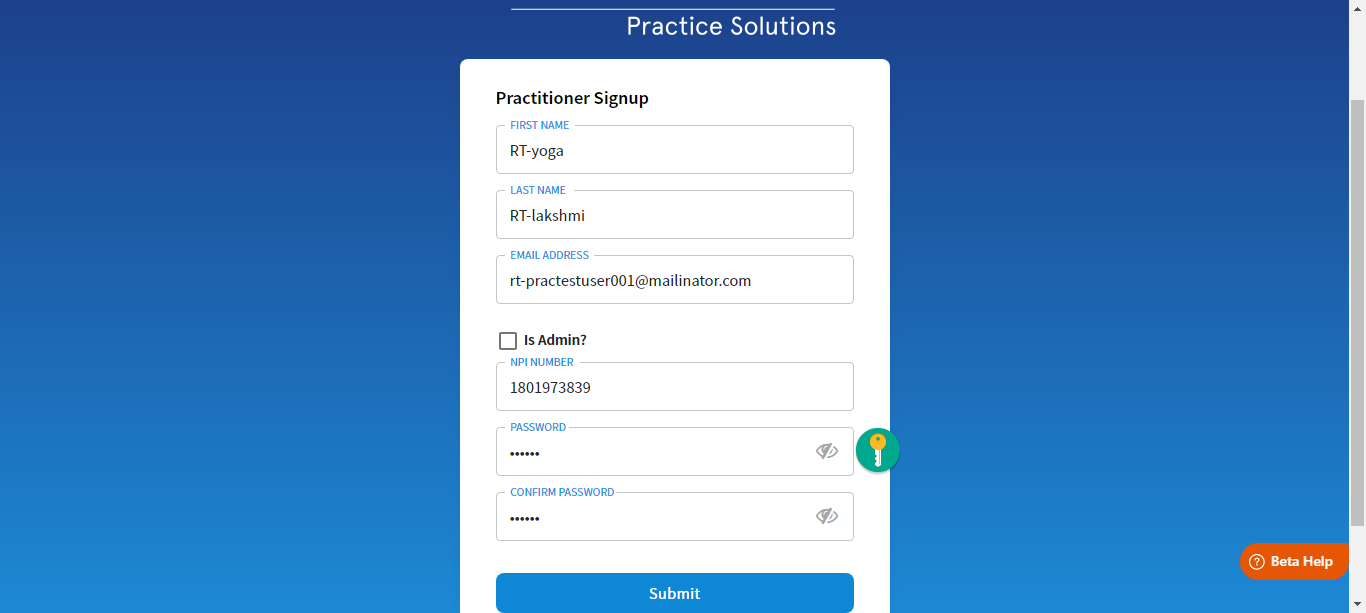 Practice Solutions
Practitioner Signup
FIRST NAME
RT-yoga
LAST NAME
RT-lakshmi
EMAIL ADDRESS
rt-practestuser001@mailinator.com
Is Admin?
NPI NUMBER
1801973839
PASSWORD
••••••
CONFIRM PASSWORD
••••••
Submit
Beta Help